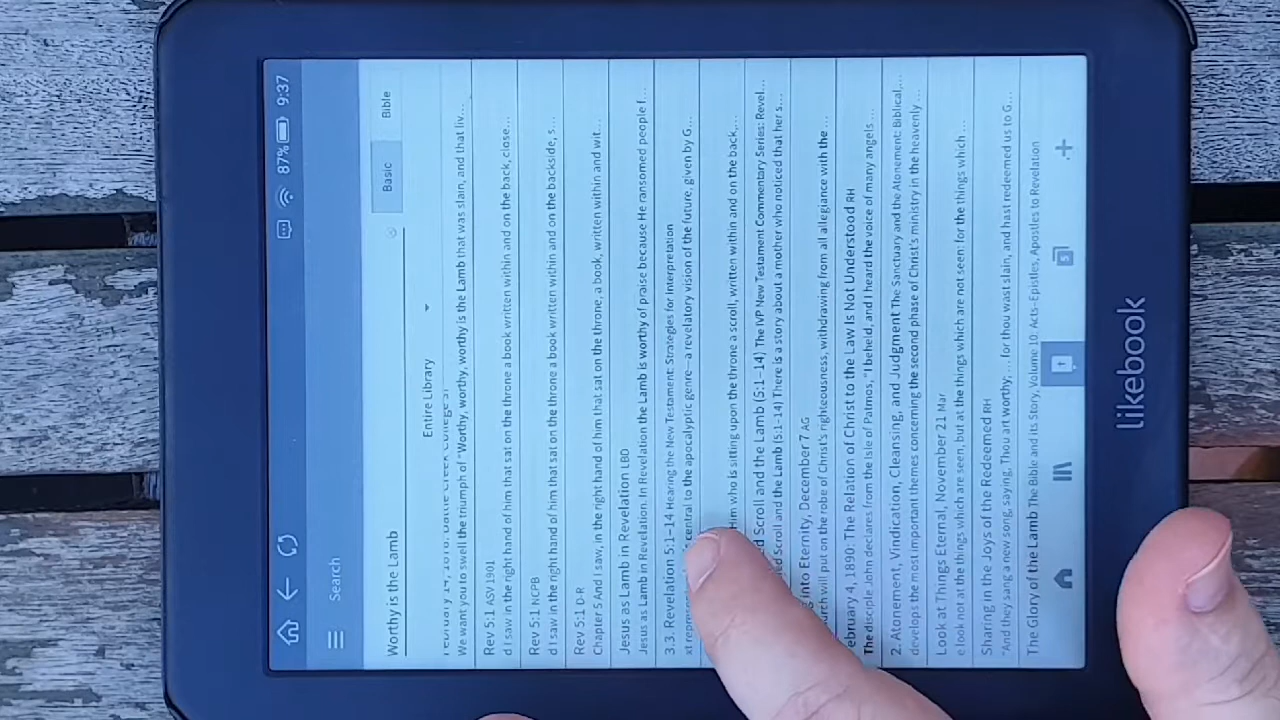 87% 9:37
Search
Basic Bible
Worthy is the Lamb
Entire Library
We want you to swell the triumph of "Worthy, worthy, worthy is the Lamb that was slain, and that liv...
Rev 5:1 ASV 1901
d I saw in the right hand of him that sat on the throne a book written within and on the back, close...
Rev 5:1 NCPB
d I saw in the right hand of him that sat on the throne a book written within and on the backside, s...
Rev 5:1 D-R
Chapter 5 And I saw, in the right hand of him that sat on the throne, a book, written within and wit...
Jesus as Lamb in Revelation LBD
Jesus as Lamb in Revelation. In Revelation the Lamb is worthy of praise because He ransomed people f...
3.3. Revelation 5:1–14 Hearing the New Testament: Strategies for Interpretation
central to the apocalyptic genre—a revelatory vision of the future, given by G...
Him who is sitting upon the throne a scroll, written within and on the back,...
Scroll and the Lamb (5:1–14) The IVP New Testament Commentary Series: Revel...
Scroll and the Lamb (5:1–14) There is a story about a mother who noticed that her s...
into Eternity, December 7 AG
will put on the robe of Christ's righteousness, withdrawing from all allegiance with the ...
ebruary 4, 1890: The Relation of Christ to the Law Is Not Understood RH
The disciple John declares from the Isle of Patmos, "I beheld, and I heard the voice of many angels ...
2. Atonement, Vindication, Cleansing, and Judgment The Sanctuary and the Atonement: Biblical,...
develops the most important themes concerning the second phase of Christ's ministry in the heavenly ...
Look at Things Eternal, November 21 Mar
e look not at the things which are seen, but at the things which are not seen: for the things which ...
Sharing in the Joys of the Redeemed RH
"And they sang a new song, saying, Thou art worthy; ... for thou wast slain, and hast redeemed us to G...
The Glory of the Lamb The Bible and Its Story, Volume 10: Acts–Epistles, Apostles to Revelation
5
likebook